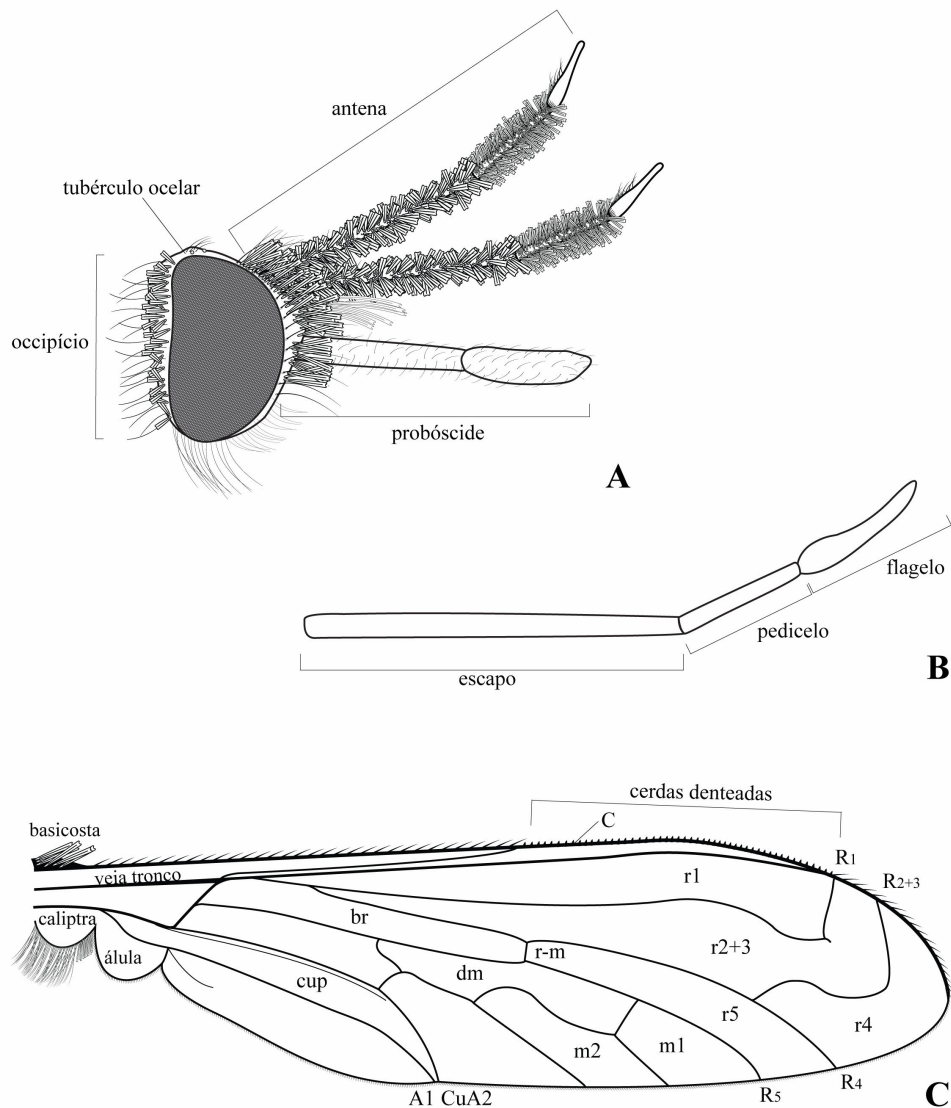 antena
tubérculo ocelar
occipício
probóscide
A
flagelo
pedicelo
B
escapo
cerdas denteadas
C
basicosta
R1
R2+3
veia tronco
r1
caliptra
br
r2+3
r-m
álula
dm
cup
r5
r4
m2
m1
A1 CuA2
R5
R4
C